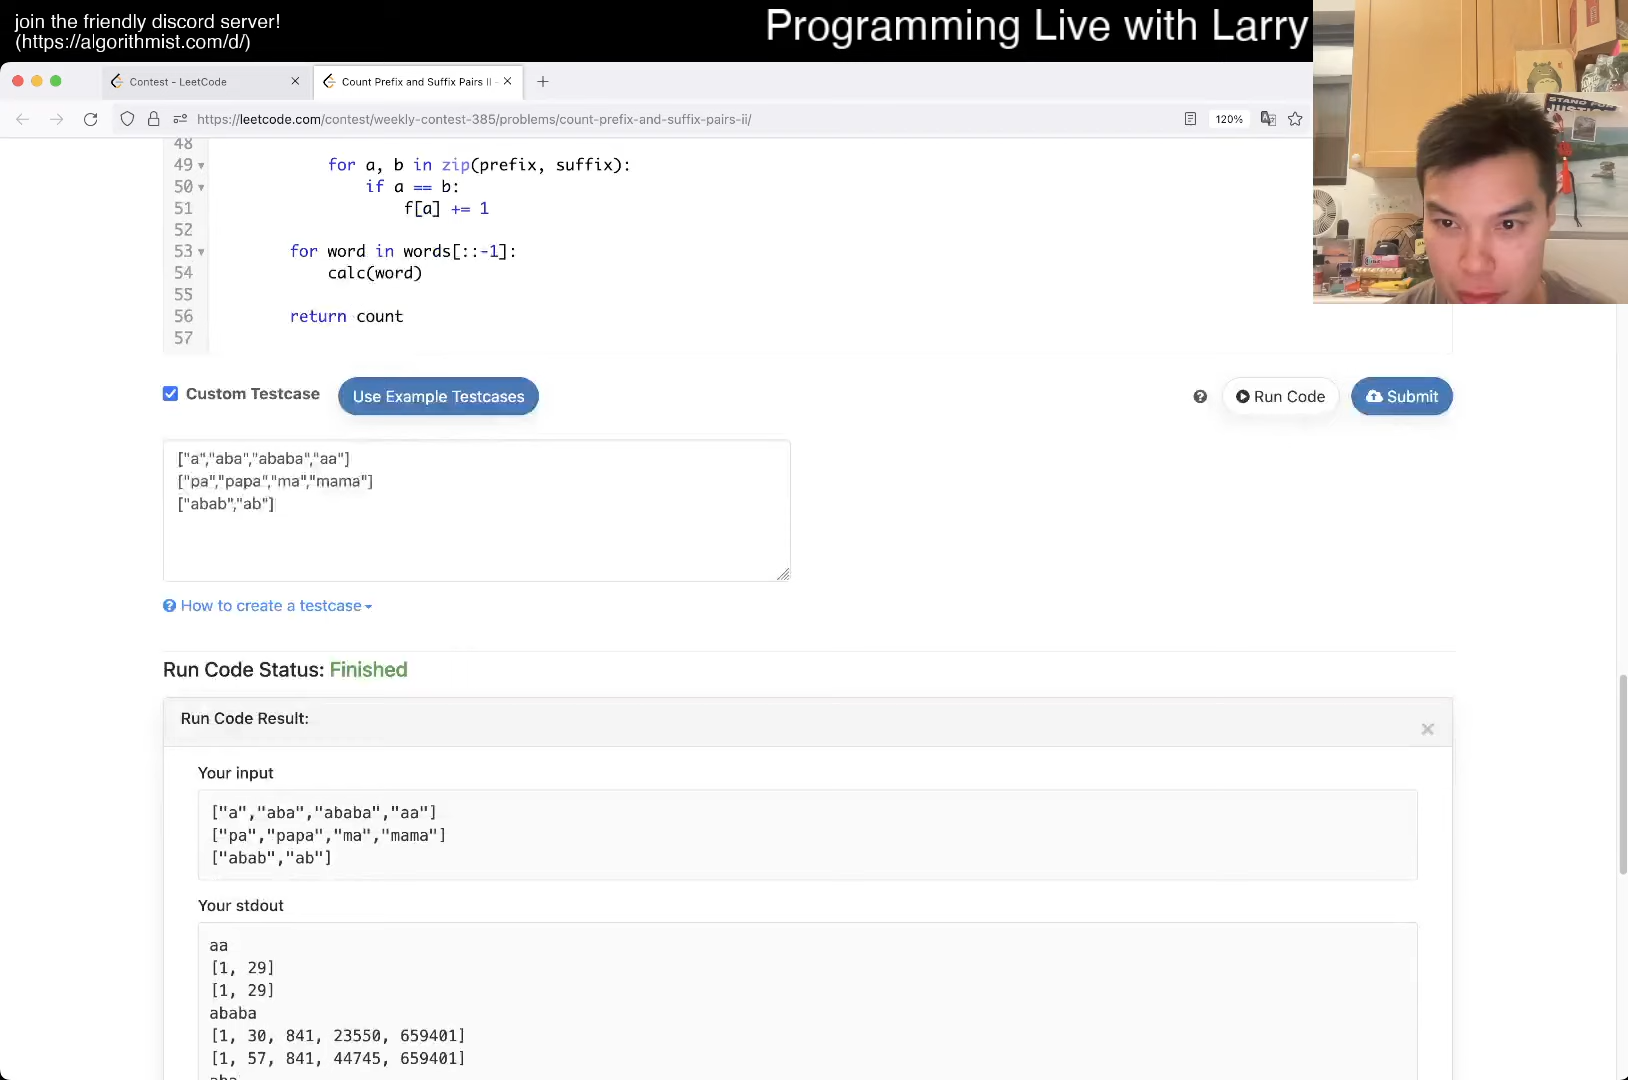 join the friendly discord server!
(https://algorithmist.com/d/)
Programming Live with Larry
Contest - LeetCode
Count Prefix and Suffix Pairs II -
https://leetcode.com/contest/weekly-contest-385/problems/count-prefix-and-suffix-pairs-ii/
120%
STAND FOR
48
49 for a, b in zip(prefix, suffix):
50 if a == b:
51 f[a] += 1
52
53 for word in words[::-1]:
54 calc(word)
55
56 return count
57
Custom Testcase
Use Example Testcases
Run Code
Submit
["a","aba","ababa","aa"]
["pa","papa","ma","mama"]
["abab","ab"]
How to create a testcase
Run Code Status: Finished
Run Code Result:
Your input
["a","aba","ababa","aa"]
["pa","papa","ma","mama"]
["abab","ab"]
Your stdout
aa
[1, 29]
[1, 29]
ababa
[1, 30, 841, 23550, 659401]
[1, 57, 841, 44745, 659401]
aba